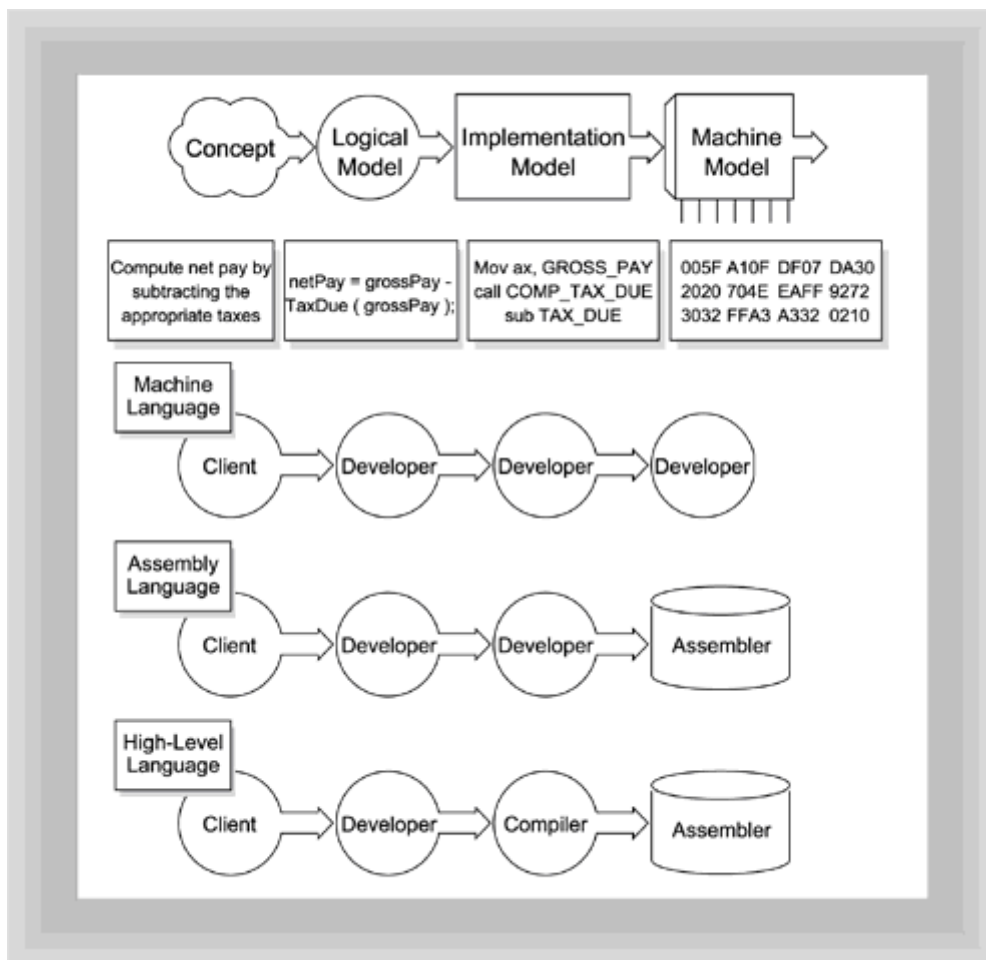 Concept
Logical
Model
Implementation
Model
Machine
Model
Compute net pay by
subtracting the
appropriate taxes
netPay = grossPay -
TaxDue ( grossPay );
Mov ax, GROSS_PAY
call COMP_TAX_DUE
sub TAX_DUE
005F A10F DF07 DA30
2020 704E EAFF 9272
3032 FFA3 A332 0210
Machine
Language
Client
Developer
Developer
Developer
Assembly
Language
Client
Developer
Developer
Assembler
High-Level
Language
Client
Developer
Compiler
Assembler